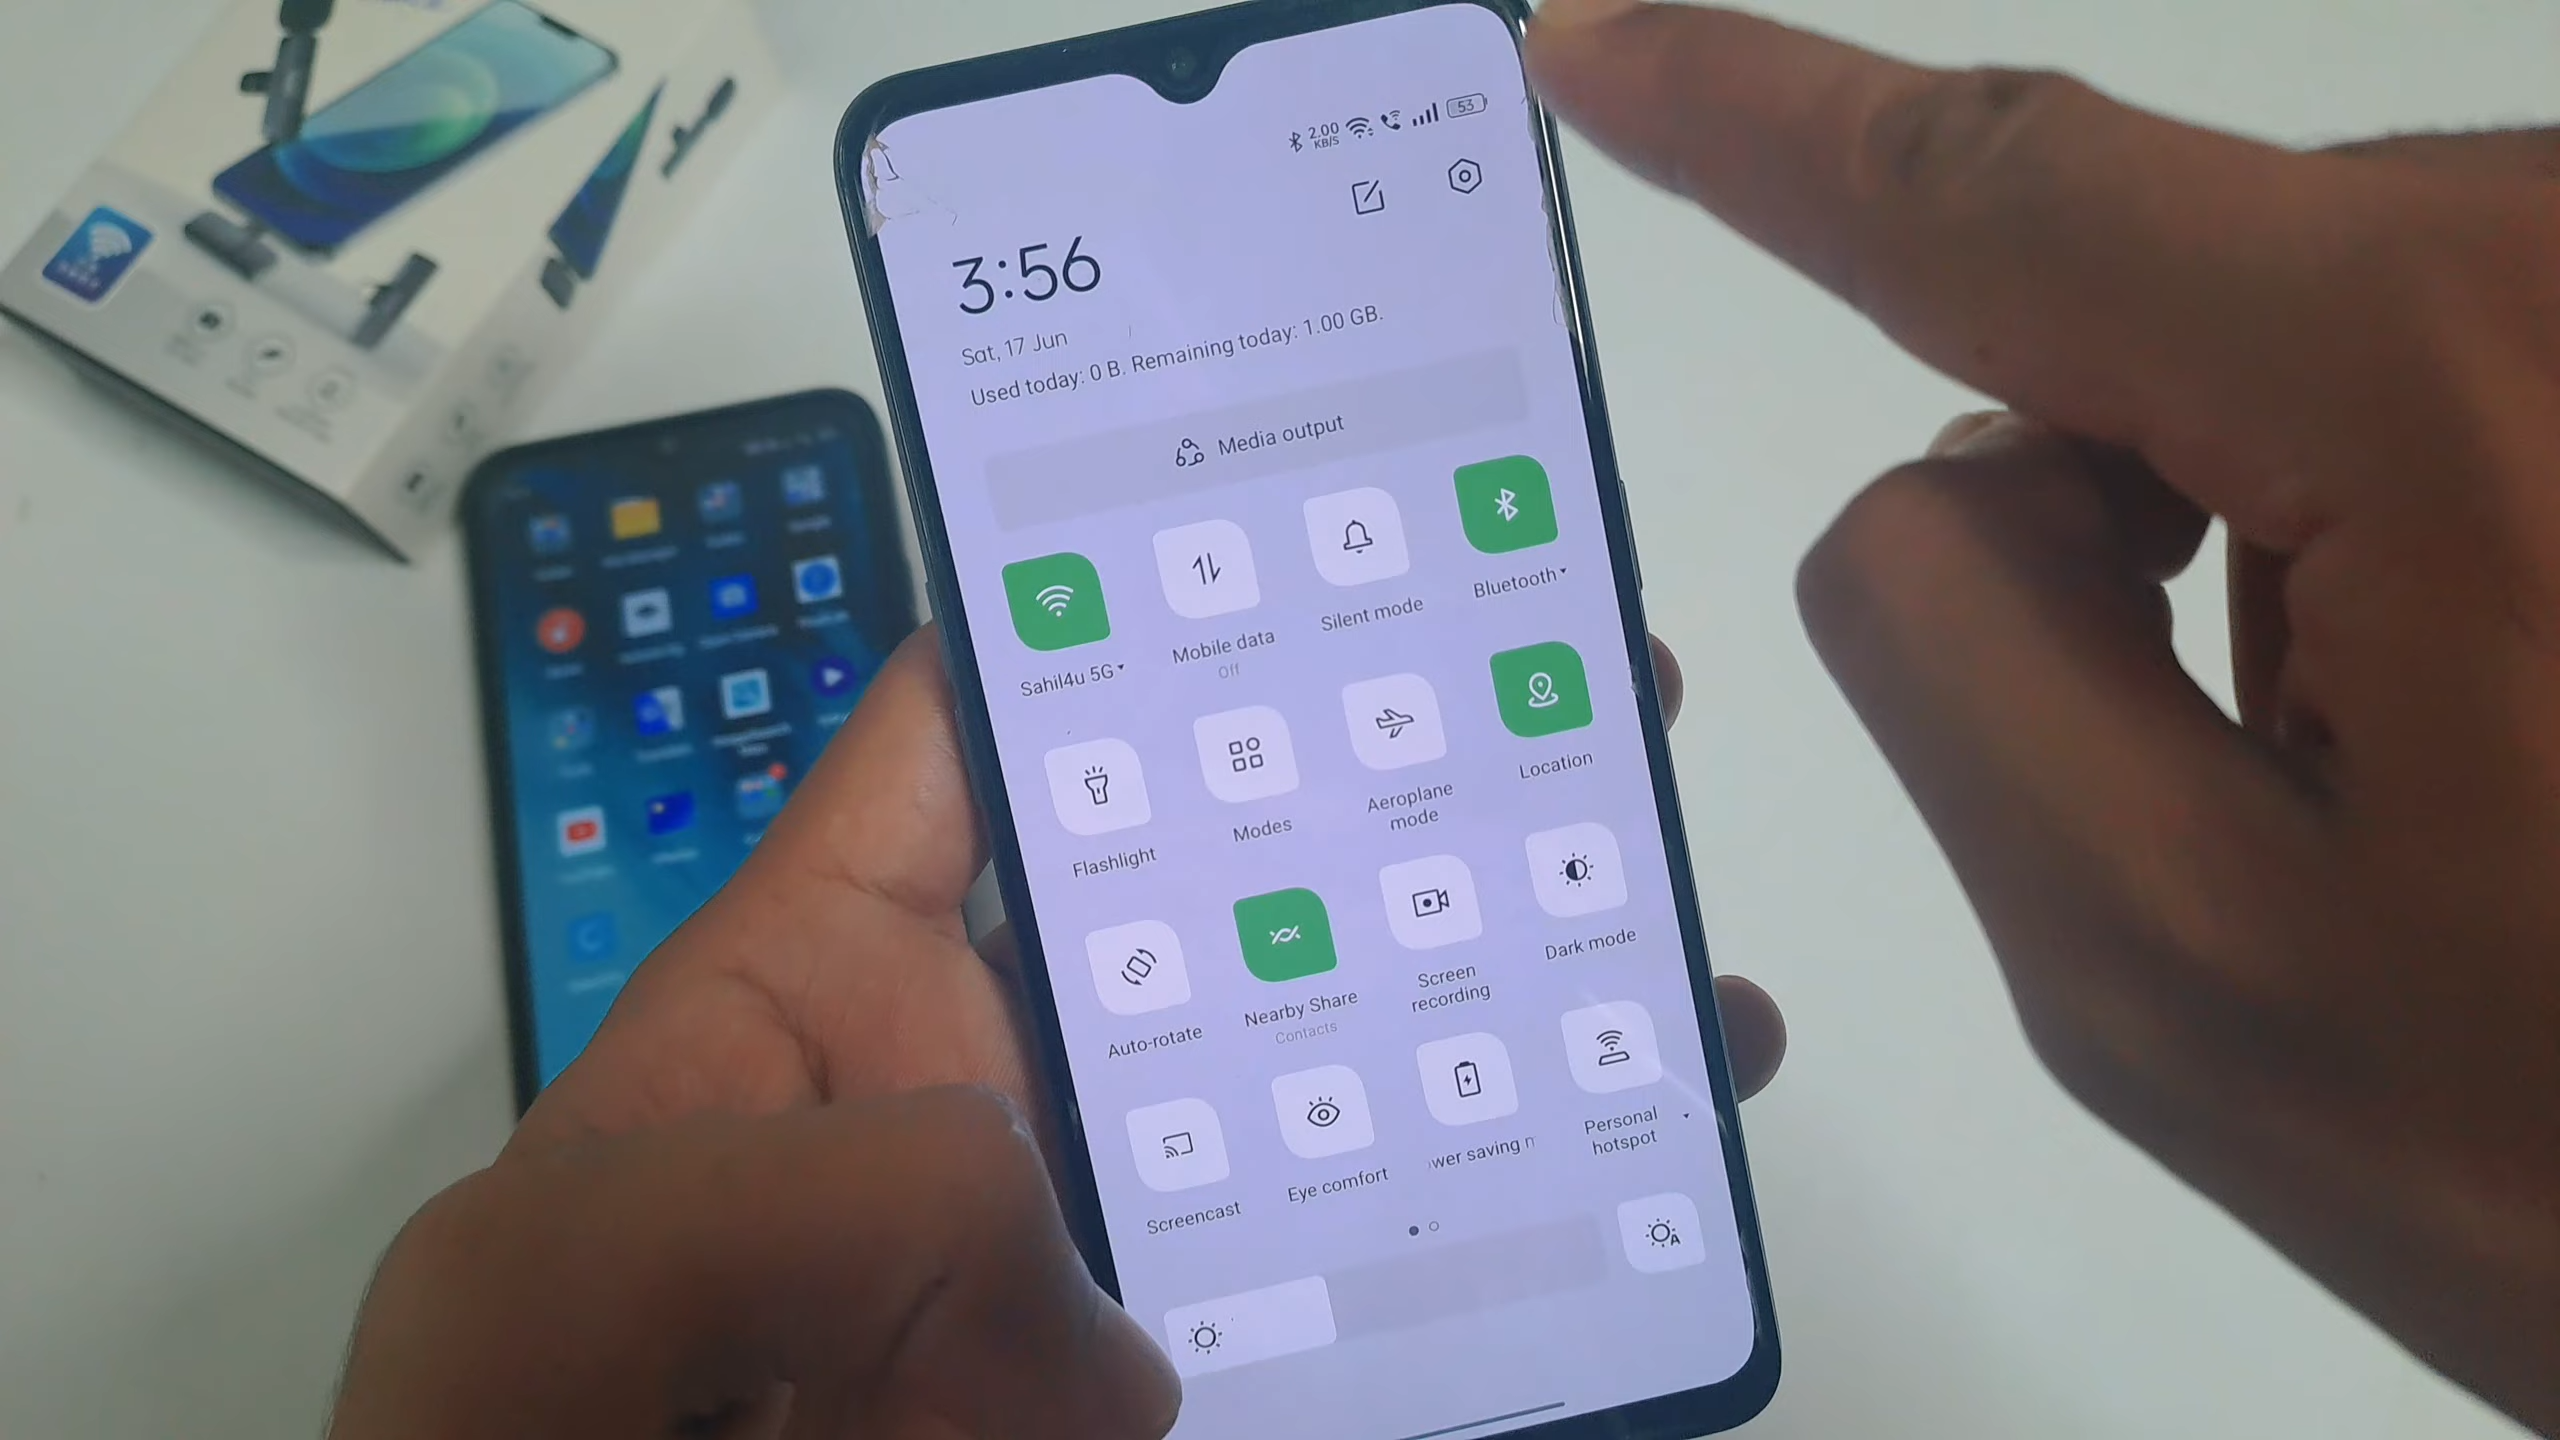 2.00
KB/S
53
3:56
Sat, 17 Jun
Used today: 0 B. Remaining today: 1.00 GB.
Media output
Sahil4u 5G
Mobile data
Off
Silent mode
Bluetooth
Flashlight
Modes
Aeroplane
mode
Location
Auto-rotate
Nearby Share
Contacts
Screen
recording
Dark mode
Screencast
Eye comfort
wer saving
Personal
hotspot
A